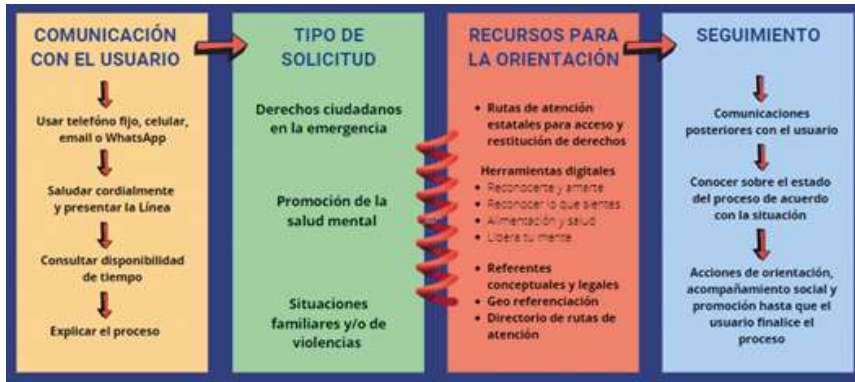 COMUNICACIÓN
CON EL USUARIO
Usar telefóno fijo, celular,
email o WhatsApp
Saludar cordialmente
y presentar la Línea
Consultar disponibilidad
de tiempo
Explicar el proceso
TIPO DE
SOLICITUD
Derechos ciudadanos
en la emergencia
Promoción de la
salud mental
Situaciones
familiares y/o de
violencias
RECURSOS PARA
LA ORIENTACIÓN
• Rutas de atención
estatales para acceso y
restitución de derechos
Herramientas digitales
• Reconocerte y amarte
• Reconocer lo que sientes
• Alimentación y salud
• Libera tu mente
• Referentes
conceptuales y legales
• Geo referenciación
• Directorio de rutas de
atención
SEGUIMIENTO
Comunicaciones
posteriores con el usuario
Conocer sobre el estado
del proceso de acuerdo
con la situación
Acciones de orientación,
acompañamiento social y
promoción hasta que el
usuario finalice el
proceso